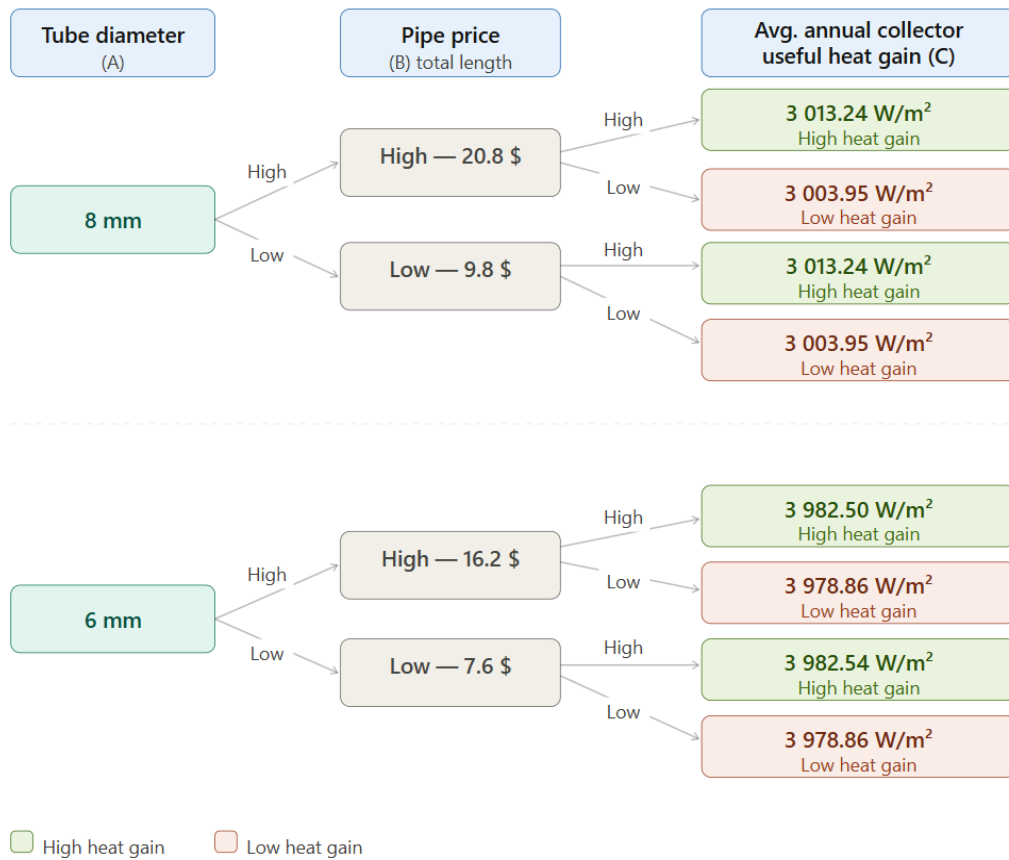 Tube diameter
(A)
Pipe price
(B) total length
Avg. annual collector
useful heat gain (C)
8 mm
High
Low
High — 20.8 $
High
Low
3 013.24 W/m²
High heat gain
3 003.95 W/m²
Low heat gain
Low — 9.8 $
High
Low
3 013.24 W/m²
High heat gain
3 003.95 W/m²
Low heat gain
6 mm
High
Low
High — 16.2 $
High
Low
3 982.50 W/m²
High heat gain
3 978.86 W/m²
Low heat gain
Low — 7.6 $
High
Low
3 982.54 W/m²
High heat gain
3 978.86 W/m²
Low heat gain
High heat gain
Low heat gain